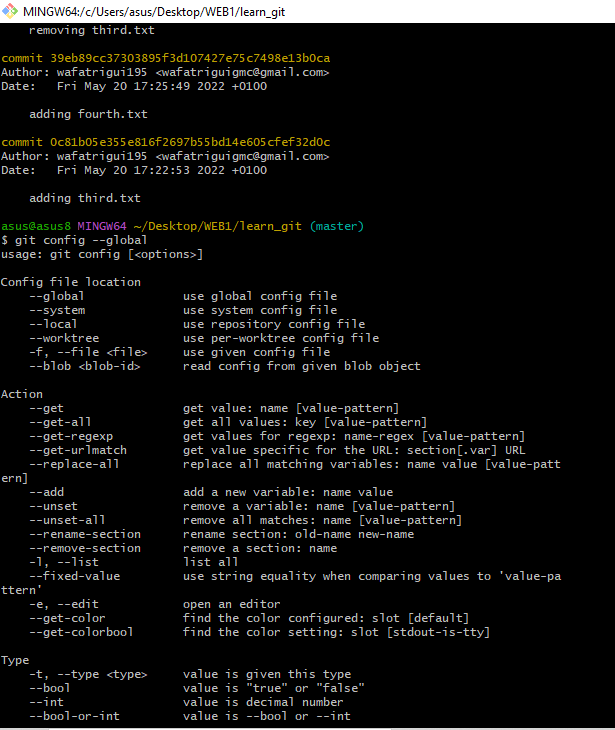 MINGW64:/c/Users/asus/Desktop/WEB1/learn_git
removing third.txt
commit 39eb89cc37303895f3d107427e75c7498e13b0ca
Author: wafatrigui195 <wafatriguigmc@gmail.com>
Date:   Fri May 20 17:25:49 2022 +0100
adding fourth.txt
commit 0c81b05e355e816f2697b55bd14e605cfef32d0c
Author: wafatrigui195 <wafatriguigmc@gmail.com>
Date:   Fri May 20 17:22:53 2022 +0100
adding third.txt
asus@asus8 MINGW64 ~/Desktop/WEB1/learn_git (master)
$ git config --global
usage: git config [<options>]
Config file location
--global              use global config file
--system              use system config file
--local               use repository config file
--worktree            use per-worktree config file
-f, --file <file>     use given config file
--blob <blob-id>      read config from given blob object
Action
--get                 get value: name [value-pattern]
--get-all             get all values: key [value-pattern]
--get-regexp          get values for regexp: name-regex [value-pattern]
--get-urlmatch        get value specific for the URL: section[.var] URL
--replace-all         replace all matching variables: name value [value-patt
ern]
--add                 add a new variable: name value
--unset               remove a variable: name [value-pattern]
--unset-all           remove all matches: name [value-pattern]
--rename-section      rename section: old-name new-name
--remove-section      remove a section: name
-l, --list            list all
--fixed-value         use string equality when comparing values to 'value-pa
ttern'
-e, --edit            open an editor
--get-color           find the color configured: slot [default]
--get-colorbool       find the color setting: slot [stdout-is-tty]
Type
-t, --type <type>     value is given this type
--bool                value is "true" or "false"
--int                 value is decimal number
--bool-or-int         value is --bool or --int